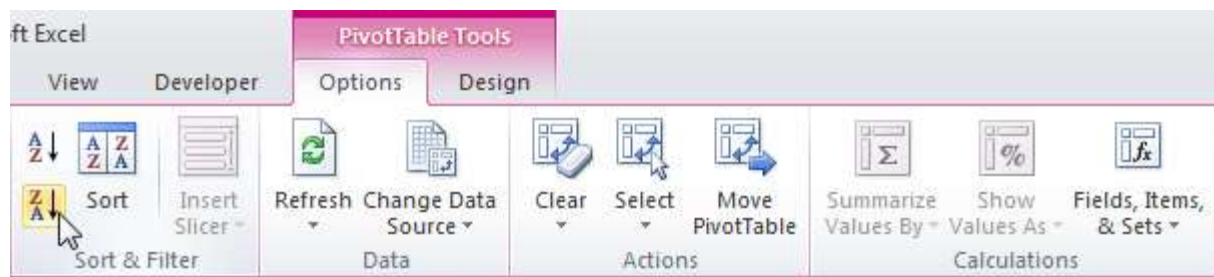 ft Excel
PivotTable Tools
View Developer Options Design
A Z
A Z Z A
Σ
%
fx
Z A
Sort
Insert Slicer
Refresh
Change Data Source
Clear
Select
Move PivotTable
Summarize Values By
Show Values As
Fields, Items, & Sets
Sort & Filter
Data
Actions
Calculations